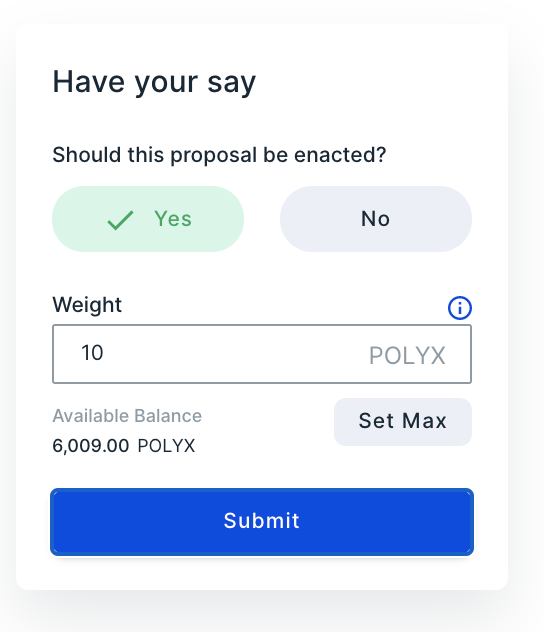 Have your say
Should this proposal be enacted?
Yes
No
Weight
10 POLYX
Available Balance
6,009.00 POLYX
Set Max
Submit